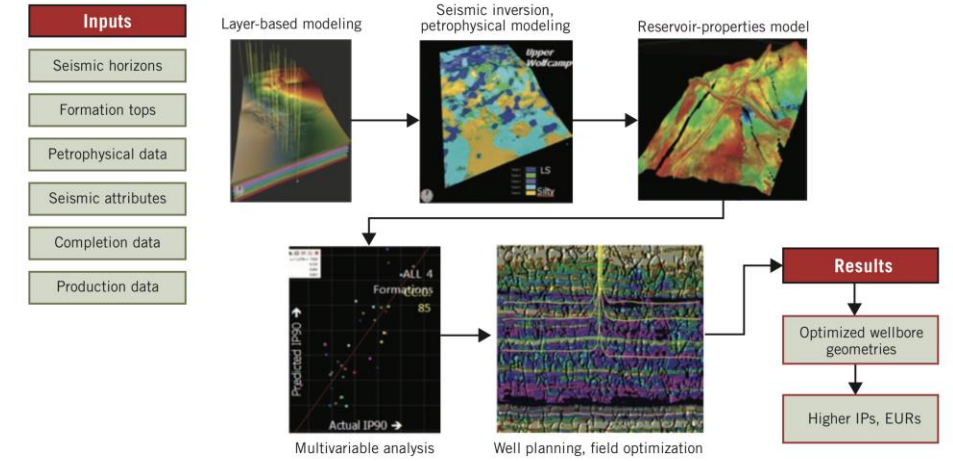 Inputs
Seismic horizons
Formation tops
Petrophysical data
Seismic attributes
Completion data
Production data
Layer-based modeling
Seismic inversion,
petrophysical modeling
Upper
Wolfcamp
LS
Silty
Reservoir-properties model
ALL 4
Formations
CC:0.
85
Predicted IP90
Actual IP90
Multivariable analysis
Well planning, field optimization
Results
Optimized wellbore
geometries
Higher IPs, EURs